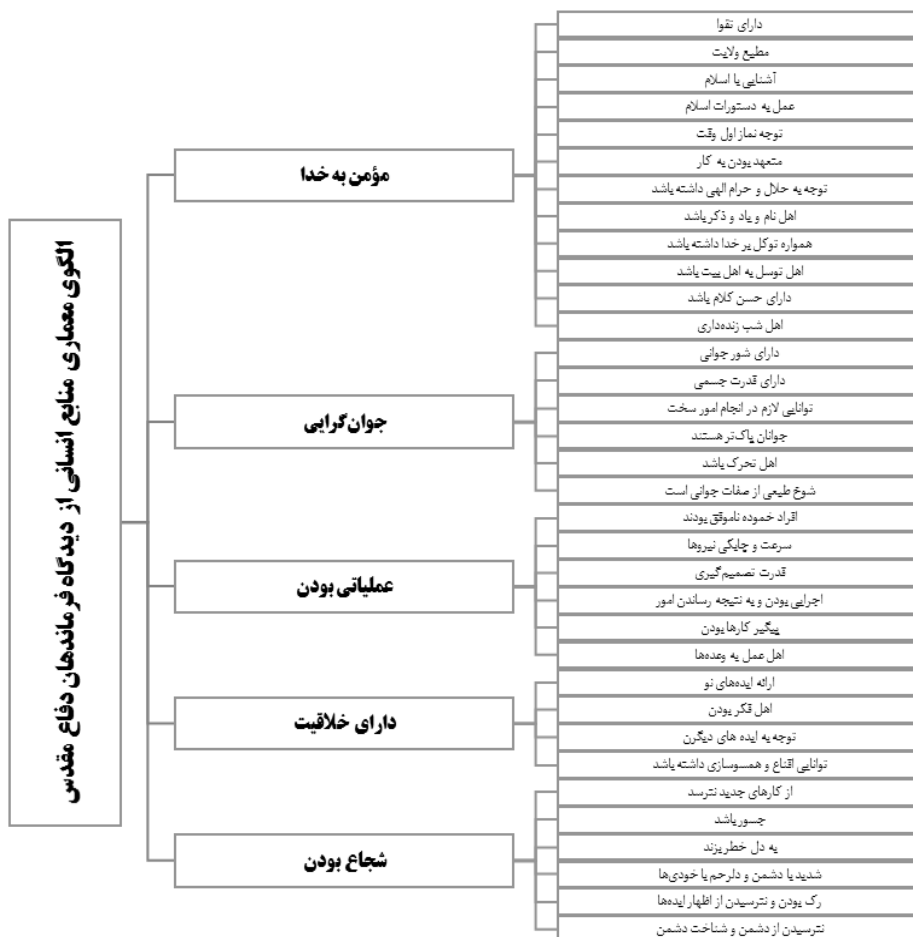 الگوی معماری منابع انسانی از دیدگاه فرماندهان دفاع مقدس
مؤمن به خدا
دارای تقوا
مطیع ولایت
آشنایی با اسلام
عمل به دستورات اسلام
توجه نماز اول وقت
متعهد بودن به کار
توجه به حلال و حرام الهی داشته باشد
اهل نام و یاد و ذکر باشد
همواره توکل بر خدا داشته باشد
اهل توسل به اهل بیت باشد
دارای حسن کلام باشد
اهل شب زنده‌داری
جوان‌گرایی
دارای شور جوانی
دارای قدرت جسمی
توانایی لازم در انجام امور سخت
جوانان پاک‌تر هستند
اهل تحرک باشد
شوخ طبعی از صفات جوانی است
عملیاتی بودن
افراد خموده ناموفق بودند
سرعت و چابکی نیروها
قدرت تصمیم‌گیری
اجرایی بودن و به نتیجه رساندن امور
پیگیر کارها بودن
اهل عمل به وعده‌ها
دارای خلاقیت
ارائه ایده‌های نو
اهل فکر بودن
توجه به ایده های دیگرن
توانایی اقناع و همسوسازی داشته باشد
شجاع بودن
از کارهای جدید نترسد
جسور باشد
به دل خطر بزند
شدید با دشمن و دلرحم با خودی‌ها
رک بودن و نترسیدن از اظهار ایده‌ها
نترسیدن از دشمن و شناخت دشمن